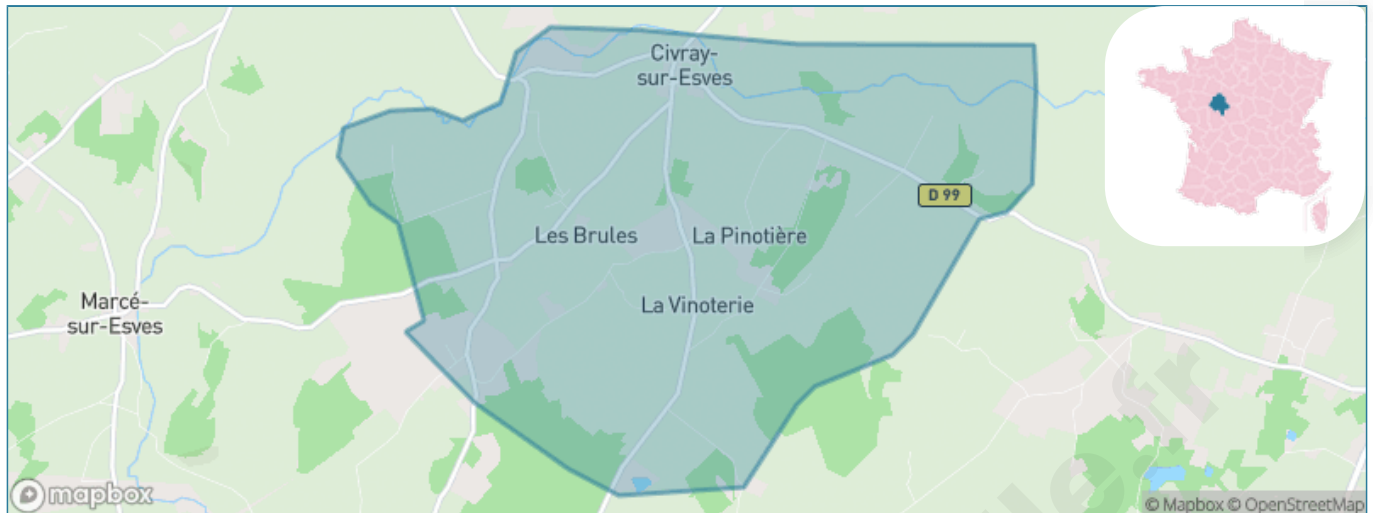 Civray-
sur-Esves
D 99
Les Brules
La Pinotière
La Vinoterie
Marcé-
sur-Esves
mapbox
© Mapbox © OpenStreetMap